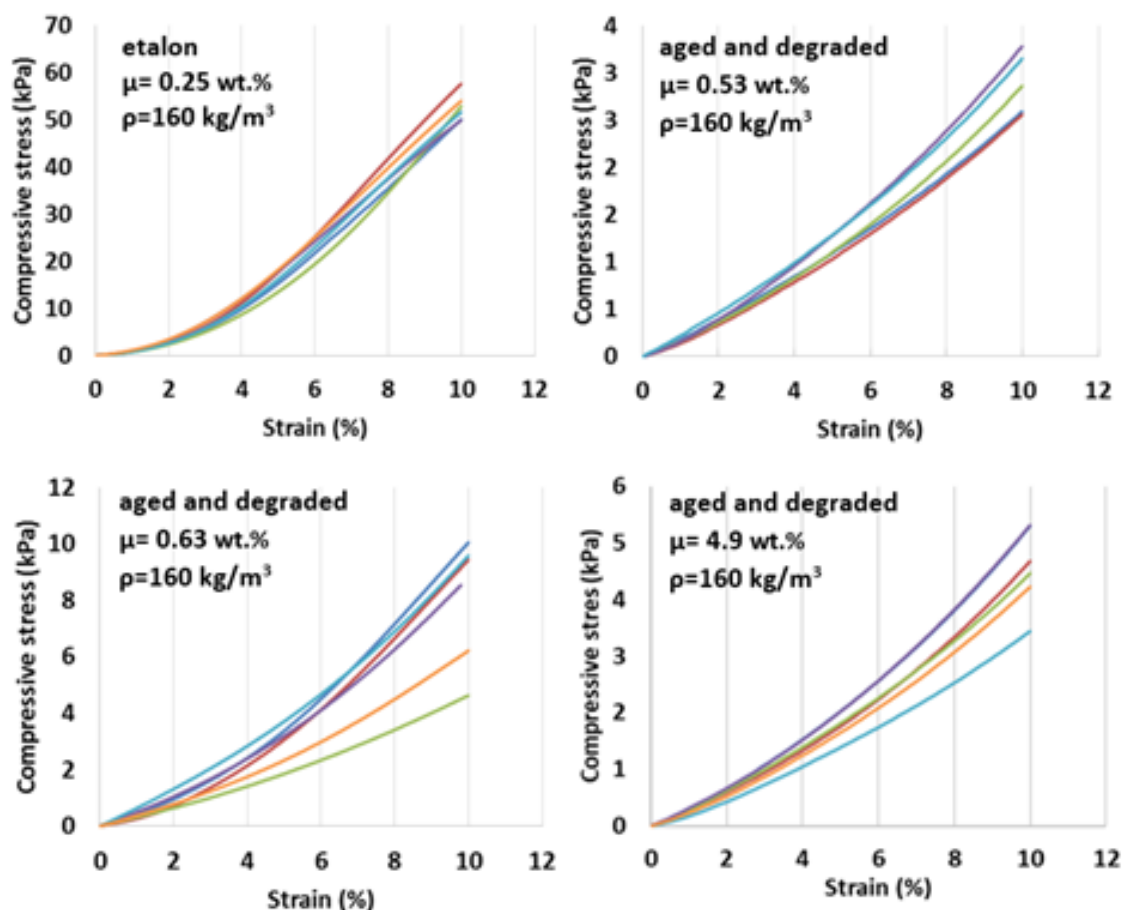 70
60
50
40
30
20
10
0
Compressive stress (kPa)
etalon
μ= 0.25 wt.%
ρ=160 kg/m³
0 2 4 6 8 10 12
Strain (%)
4
3
3
2
2
1
1
0
Compressive stress (kPa)
aged and degraded
μ= 0.53 wt.%
ρ=160 kg/m³
0 2 4 6 8 10 12
Strain (%)
12
10
8
6
4
2
0
Compressive stress (kPa)
aged and degraded
μ= 0.63 wt.%
ρ=160 kg/m³
0 2 4 6 8 10 12
Strain (%)
6
5
4
3
2
1
0
Compressive stres (kPa)
aged and degraded
μ= 4.9 wt.%
ρ=160 kg/m³
0 2 4 6 8 10 12
Strain (%)